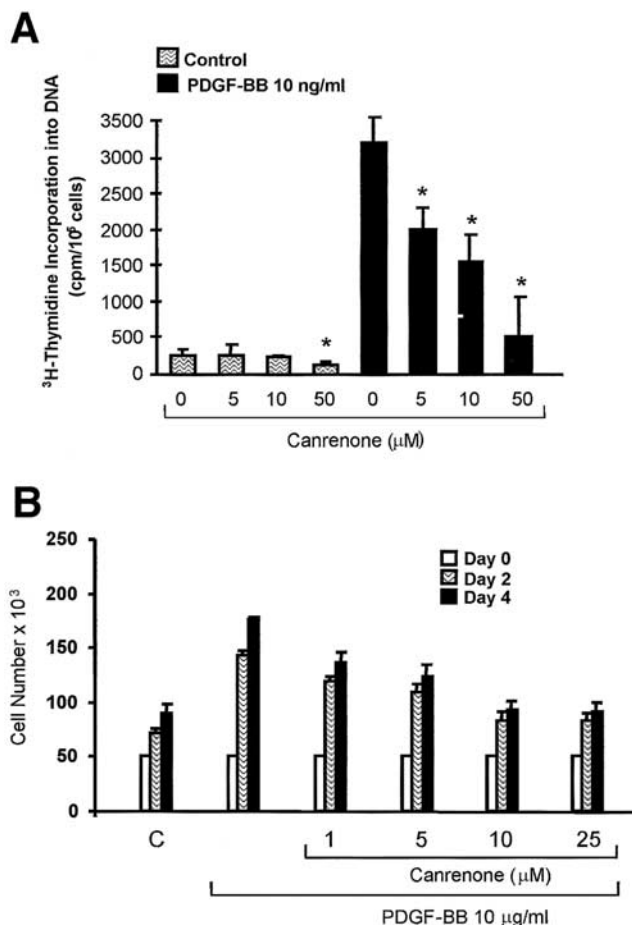 A
Control
PDGF-BB 10 ng/ml
³H-Thymidine Incorporation into DNA
(cpm/10⁵ cells)
3500
3000
2500
2000
1500
1000
500
0
* * * *
0 5 10 50 0 5 10 50
Canrenone (μM)
B
250
200
150
100
50
0
Cell Number x 10³
Day 0
Day 2
Day 4
C 1 5 10 25
Canrenone (μM)
PDGF-BB 10 μg/ml